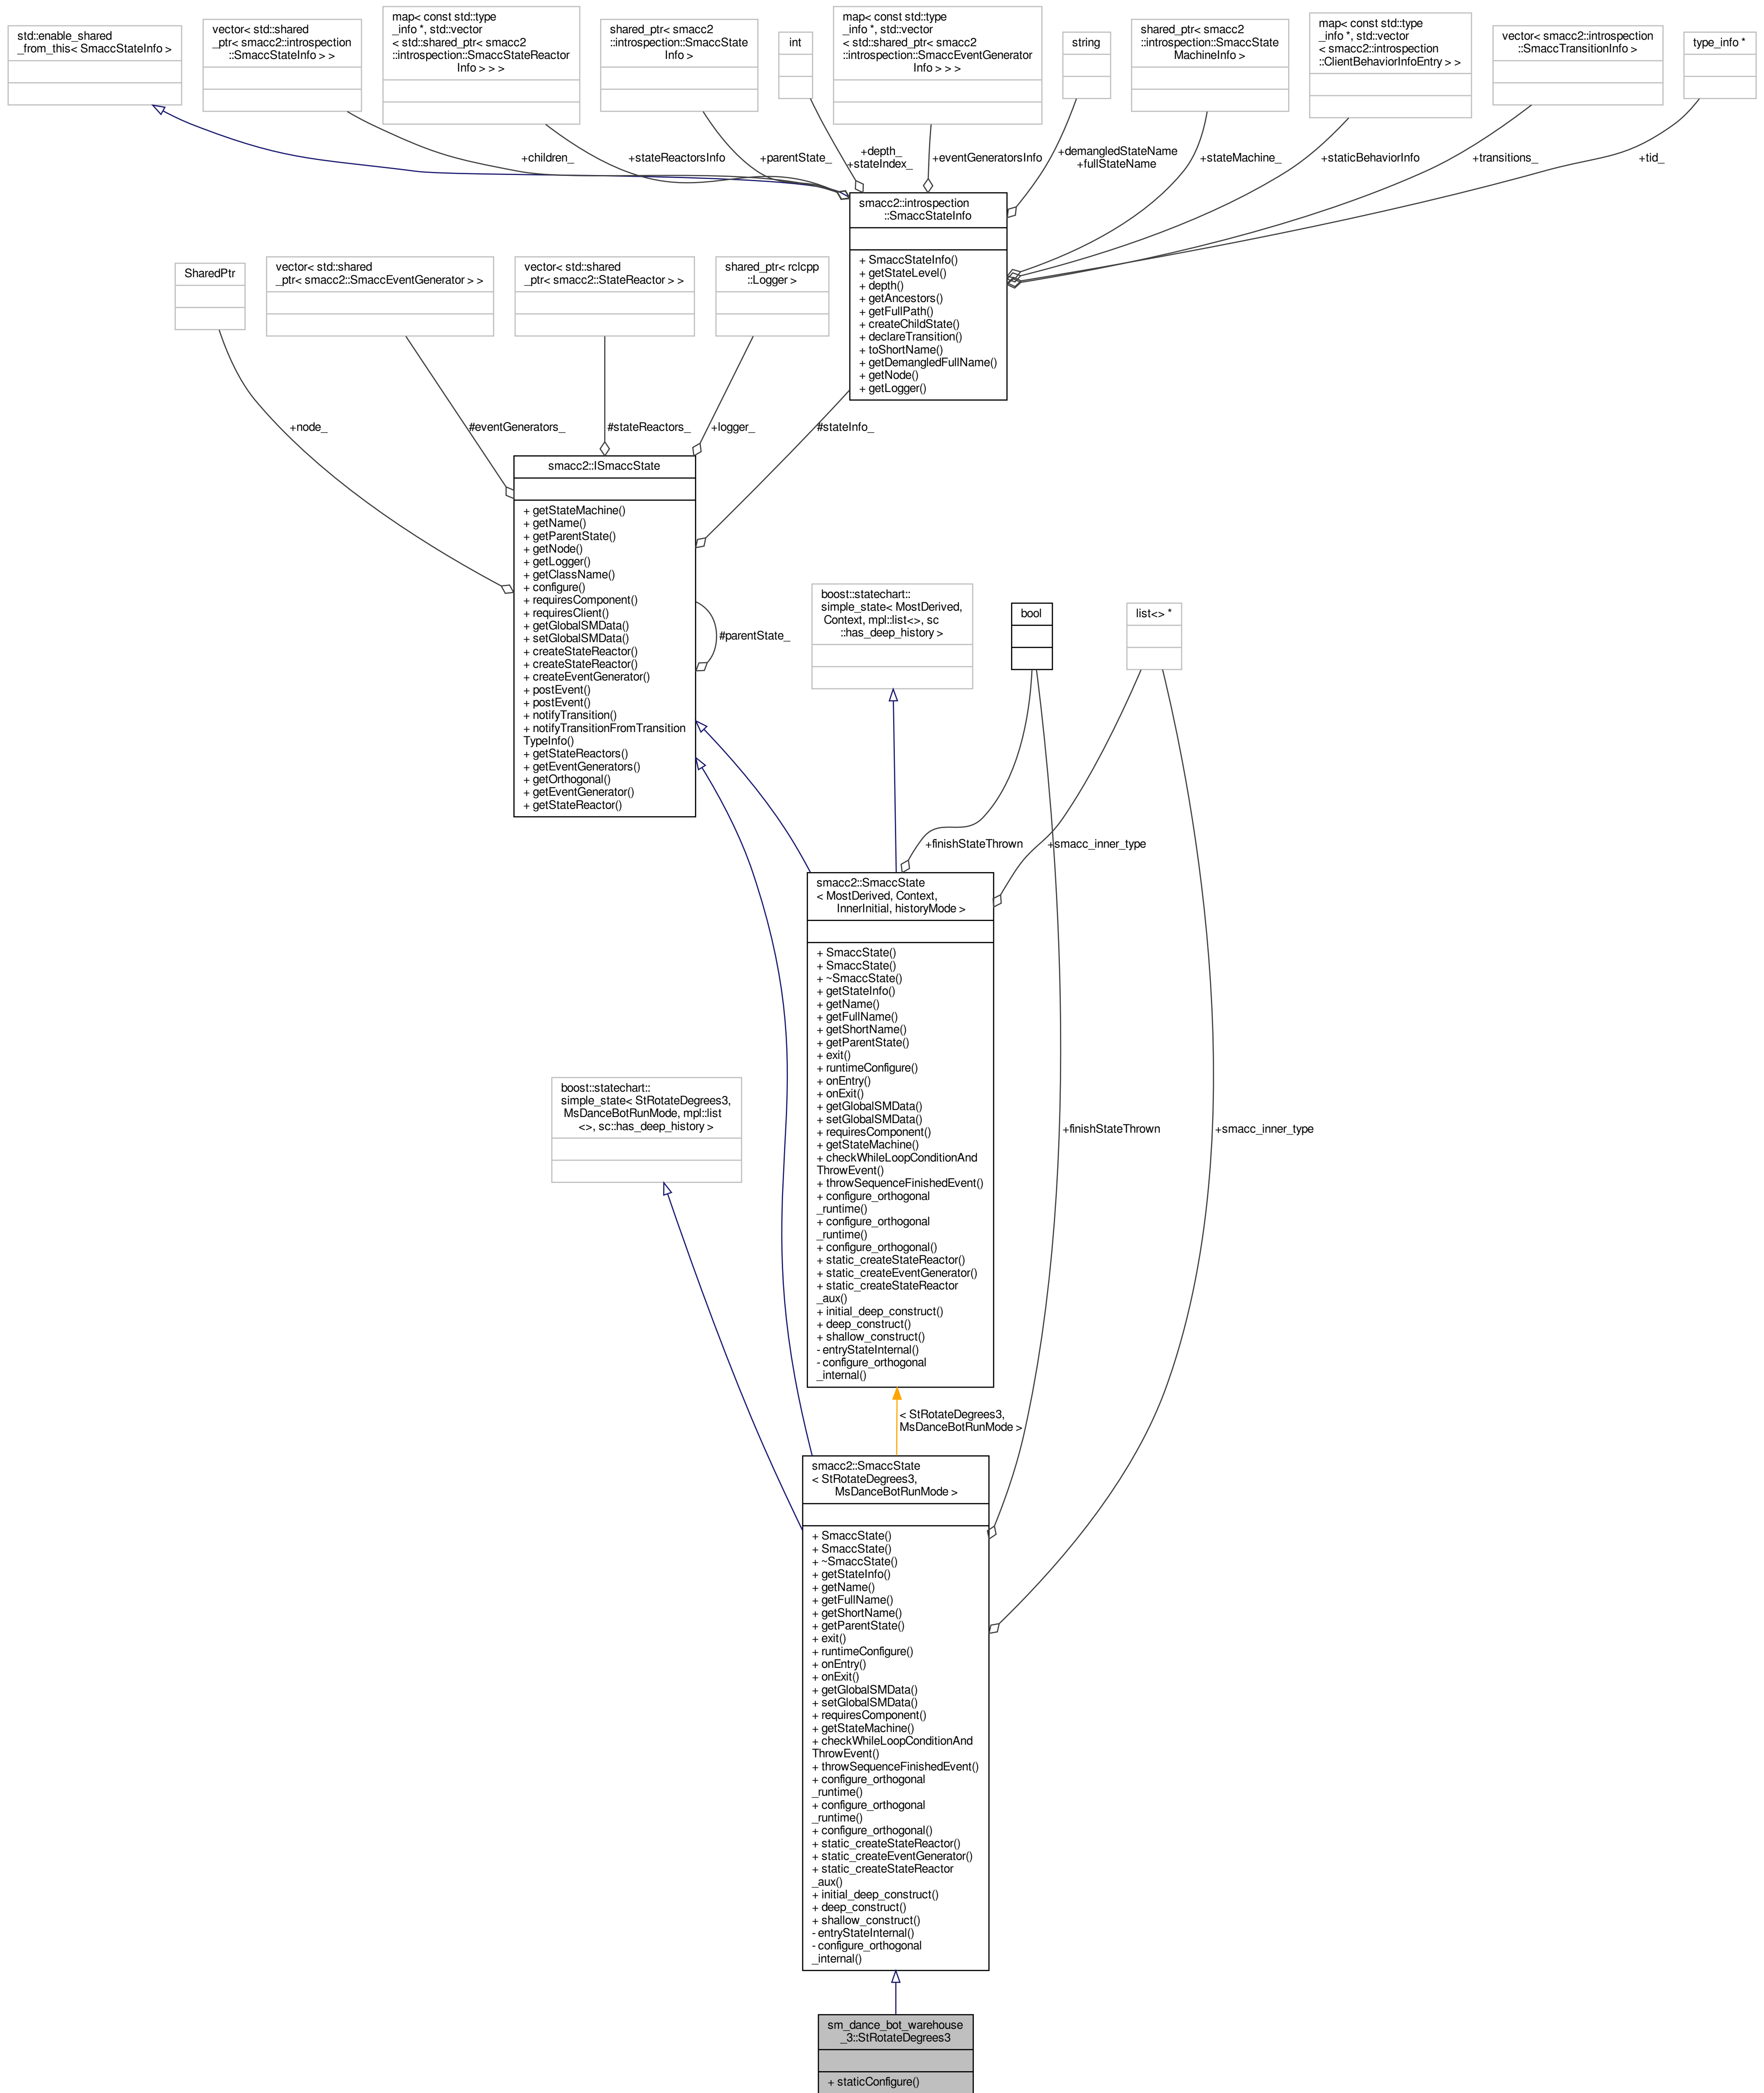 std::enable_shared
_from_this< SmaccStateInfo >
vector< std::shared
_ptr< smacc2::introspection
::SmaccStateInfo > >
map< const std::type
_info *, std::vector
< std::shared_ptr< smacc2
::introspection::SmaccStateReactor
Info > > >
shared_ptr< smacc2
::introspection::SmaccState
Info >
int
map< const std::type
_info *, std::vector
< std::shared_ptr< smacc2
::introspection::SmaccEventGenerator
Info > > >
string
shared_ptr< smacc2
::introspection::SmaccState
MachineInfo >
map< const std::type
_info *, std::vector
< smacc2::introspection
::ClientBehaviorInfoEntry > >
vector< smacc2::introspection
::SmaccTransitionInfo >
type_info *
+children_
+stateReactorsInfo
+parentState_
+depth_
+stateIndex_
+eventGeneratorsInfo
+demangledStateName
+fullStateName
+stateMachine_
+staticBehaviorInfo
+transitions_
+tid_
smacc2::introspection
::SmaccStateInfo
+ SmaccStateInfo()
+ getStateLevel()
+ depth()
+ getAncestors()
+ getFullPath()
+ createChildState()
+ declareTransition()
+ toShortName()
+ getDemangledFullName()
+ getNode()
+ getLogger()
SharedPtr
vector< std::shared
_ptr< smacc2::SmaccEventGenerator > >
vector< std::shared
_ptr< smacc2::StateReactor > >
shared_ptr< rclcpp
::Logger >
+node_
#eventGenerators_
#stateReactors_
+logger_
#stateInfo_
smacc2::ISmaccState
+ getStateMachine()
+ getName()
+ getParentState()
+ getNode()
+ getLogger()
+ getClassName()
+ configure()
+ requiresComponent()
+ requiresClient()
+ getGlobalSMData()
+ setGlobalSMData()
+ createStateReactor()
+ createStateReactor()
+ createEventGenerator()
+ postEvent()
+ postEvent()
+ notifyTransition()
+ notifyTransitionFromTransition
TypeInfo()
+ getStateReactors()
+ getEventGenerators()
+ getOrthogonal()
+ getEventGenerator()
+ getStateReactor()
#parentState_
boost::statechart::
simple_state< MostDerived,
Context, mpl::list<>, sc
::has_deep_history >
bool
list<> *
+finishStateThrown
+smacc_inner_type
smacc2::SmaccState
< MostDerived, Context,
InnerInitial, historyMode >
+ SmaccState()
+ SmaccState()
+ ~SmaccState()
+ getStateInfo()
+ getName()
+ getFullName()
+ getShortName()
+ getParentState()
+ exit()
+ runtimeConfigure()
+ onEntry()
+ onExit()
+ getGlobalSMData()
+ setGlobalSMData()
+ requiresComponent()
+ getStateMachine()
+ checkWhileLoopConditionAnd
ThrowEvent()
+ throwSequenceFinishedEvent()
+ configure_orthogonal
_runtime()
+ configure_orthogonal
_runtime()
+ configure_orthogonal()
+ static_createStateReactor()
+ static_createEventGenerator()
+ static_createStateReactor
_aux()
+ initial_deep_construct()
+ deep_construct()
+ shallow_construct()
- entryStateInternal()
- configure_orthogonal
_internal()
boost::statechart::
simple_state< StRotateDegrees3,
MsDanceBotRunMode, mpl::list
<>, sc::has_deep_history >
+finishStateThrown
+smacc_inner_type
< StRotateDegrees3,
MsDanceBotRunMode >
smacc2::SmaccState
< StRotateDegrees3,
MsDanceBotRunMode >
+ SmaccState()
+ SmaccState()
+ ~SmaccState()
+ getStateInfo()
+ getName()
+ getFullName()
+ getShortName()
+ getParentState()
+ exit()
+ runtimeConfigure()
+ onEntry()
+ onExit()
+ getGlobalSMData()
+ setGlobalSMData()
+ requiresComponent()
+ getStateMachine()
+ checkWhileLoopConditionAnd
ThrowEvent()
+ throwSequenceFinishedEvent()
+ configure_orthogonal
_runtime()
+ configure_orthogonal
_runtime()
+ configure_orthogonal()
+ static_createStateReactor()
+ static_createEventGenerator()
+ static_createStateReactor
_aux()
+ initial_deep_construct()
+ deep_construct()
+ shallow_construct()
- entryStateInternal()
- configure_orthogonal
_internal()
sm_dance_bot_warehouse
_3::StRotateDegrees3
+ staticConfigure()